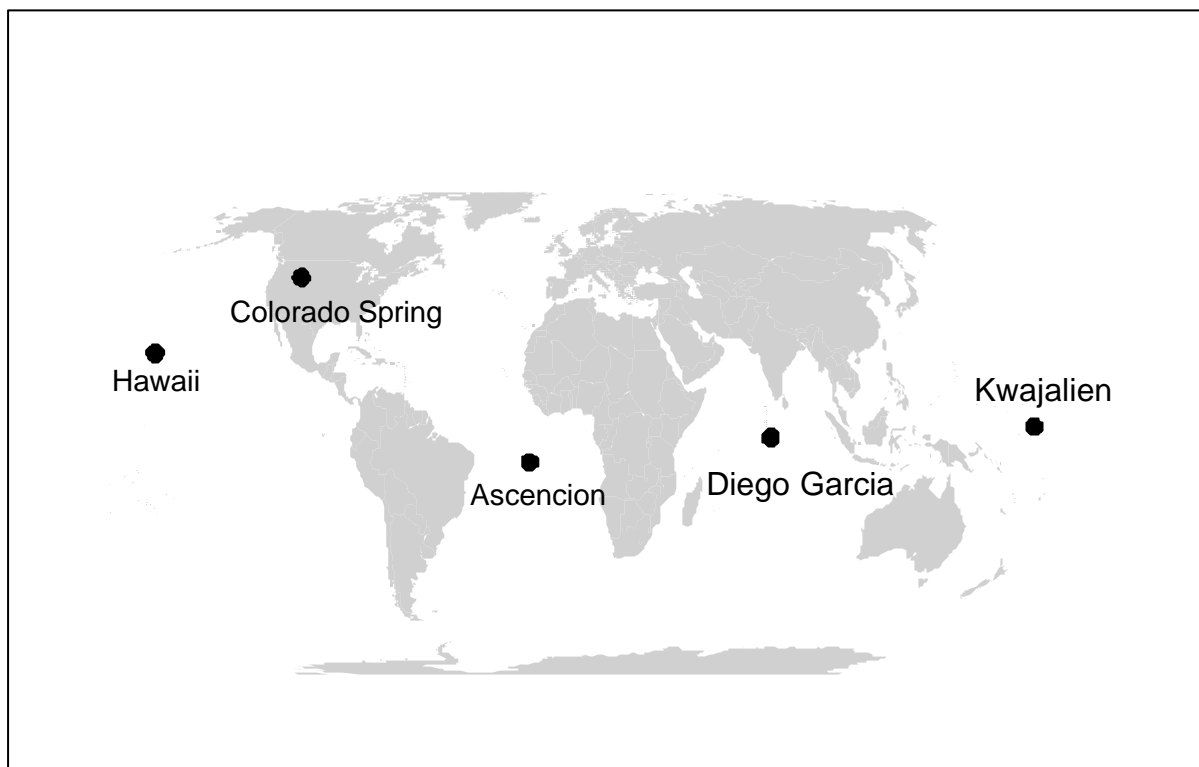 Colorado Spring
Hawaii
Kwajalien
Diego Garcia
Ascencion